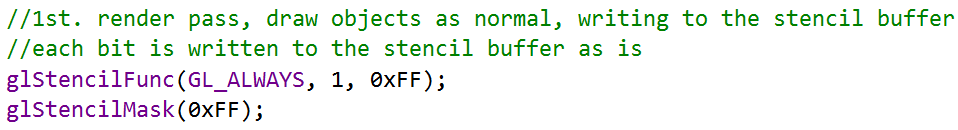 //1st. render pass, draw objects as normal, writing to the stencil buffer
//each bit is written to the stencil buffer as is
glStencilFunc(GL_ALWAYS, 1, 0xFF);
glStencilMask(0xFF);